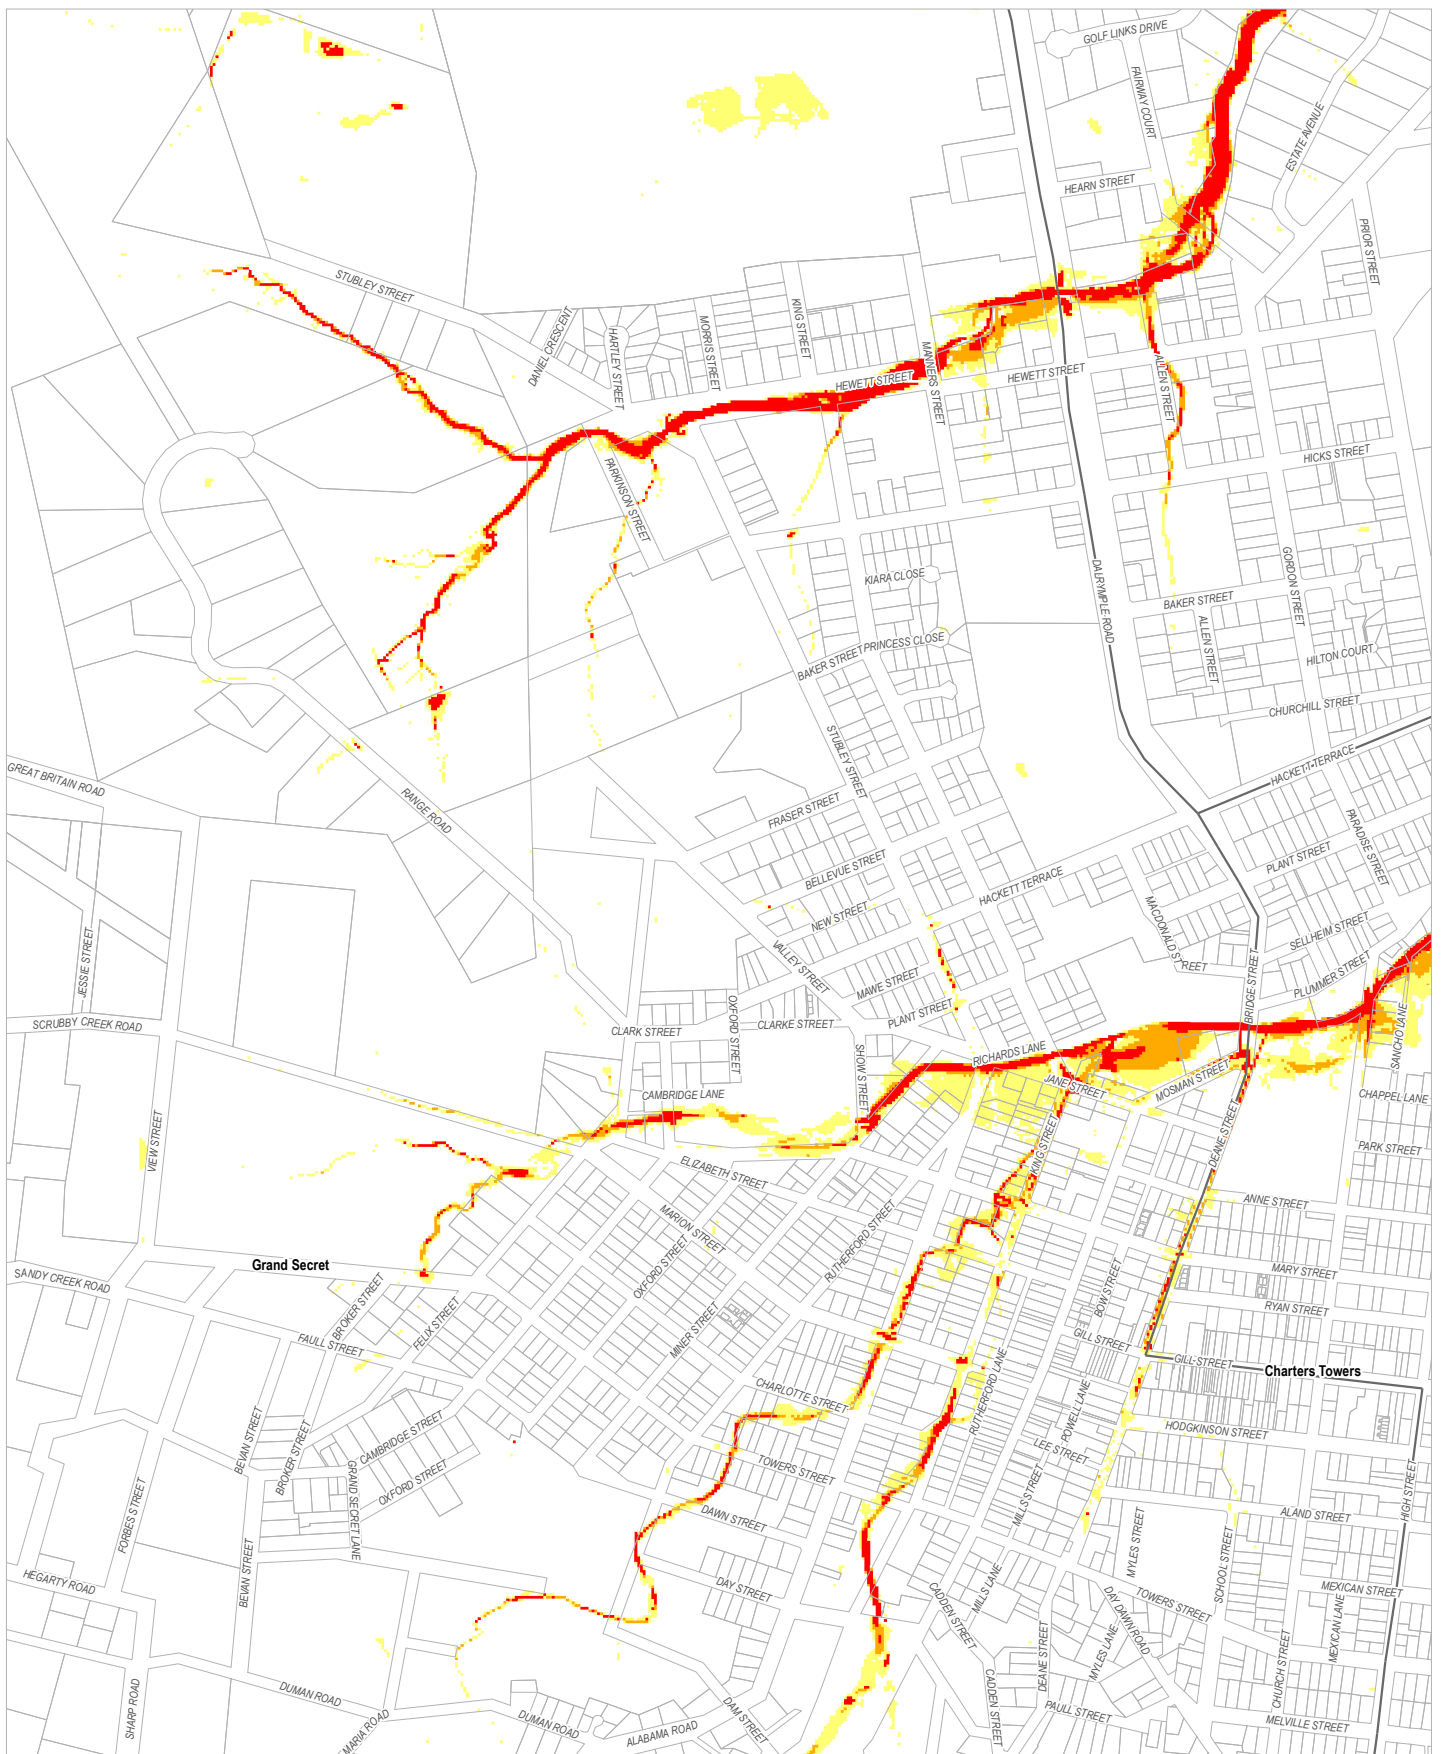 GOLF LINKS DRIVE
FAIRWAY COURT
ESTATE AVENUE
HEARN STREET
PRIOR STREET
STUBLEY STREET
DANIEL CRESCENT
HARTLEY STREET
MORRIS STREET
KING STREET
MANNERS STREET
HEWETT STREET
HEWETT STREET
ALLEN STREET
HICKS STREET
PARKINSON STREET
KIARA CLOSE
DALRYMPLE ROAD
GORDON STREET
BAKER STREET
ALLEN STREET
PRINCESS CLOSE
BAKER STREET
HILTON COURT
CHURCHILL STREET
STUBLEY STREET
HACKETT TERRACE
GREAT BRITAIN ROAD
RANGE ROAD
FRASER STREET
PARADISE STREET
PLANT STREET
BELLEVUE STREET
HACKETT TERRACE
NEW STREET
MACDONALD STREET
SELLHEIM STREET
JESSIE STREET
VALLEY STREET
MAWE STREET
PLUMMER STREET
BRIDGE STREET
OXFORD STREET
PLANT STREET
SCRUBBY CREEK ROAD
CLARK STREET
CLARKE STREET
SANCHO LANE
RICHARDS LANE
SHOW STREET
JANE STREET
MOSMAN STREET
CAMBRIDGE LANE
CHAPPEL LANE
VIEW STREET
DEANE STREET
PARK STREET
KING STREET
ELIZABETH STREET
ANNE STREET
MARION STREET
RUTHERFORD STREET
Grand Secret
OXFORD STREET
MARY STREET
SANDY CREEK ROAD
BOW STREET
BROKER STREET
RYAN STREET
FELIX STREET
MINER STREET
FAULL STREET
GILL STREET
GILL STREET
Charters Towers
RUTHERFORD LANE
CHARLOTTE STREET
POWELL LANE
HODGKINSON STREET
BEVAN STREET
CAMBRIDGE STREET
LEE STREET
BROKER STREET
TOWERS STREET
OXFORD STREET
GRAND SECRET LANE
MILLS STREET
HIGH STREET
FORBES STREET
DAWN STREET
ALAND STREET
MYLES STREET
SCHOOL STREET
BEVAN STREET
HEGARTY ROAD
DAY STREET
MILLS LANE
MEXICAN STREET
CADDEN STREET
TOWERS STREET
DAY DAWN ROAD
MEXICAN LANE
DEANE STREET
MYLES LANE
CHURCH STREET
DUMAN ROAD
CADDEN STREET
SHARP ROAD
DAM STREET
PAULL STREET
DUMAN ROAD
MARIA ROAD
ALABAMA ROAD
MELVILLE STREET